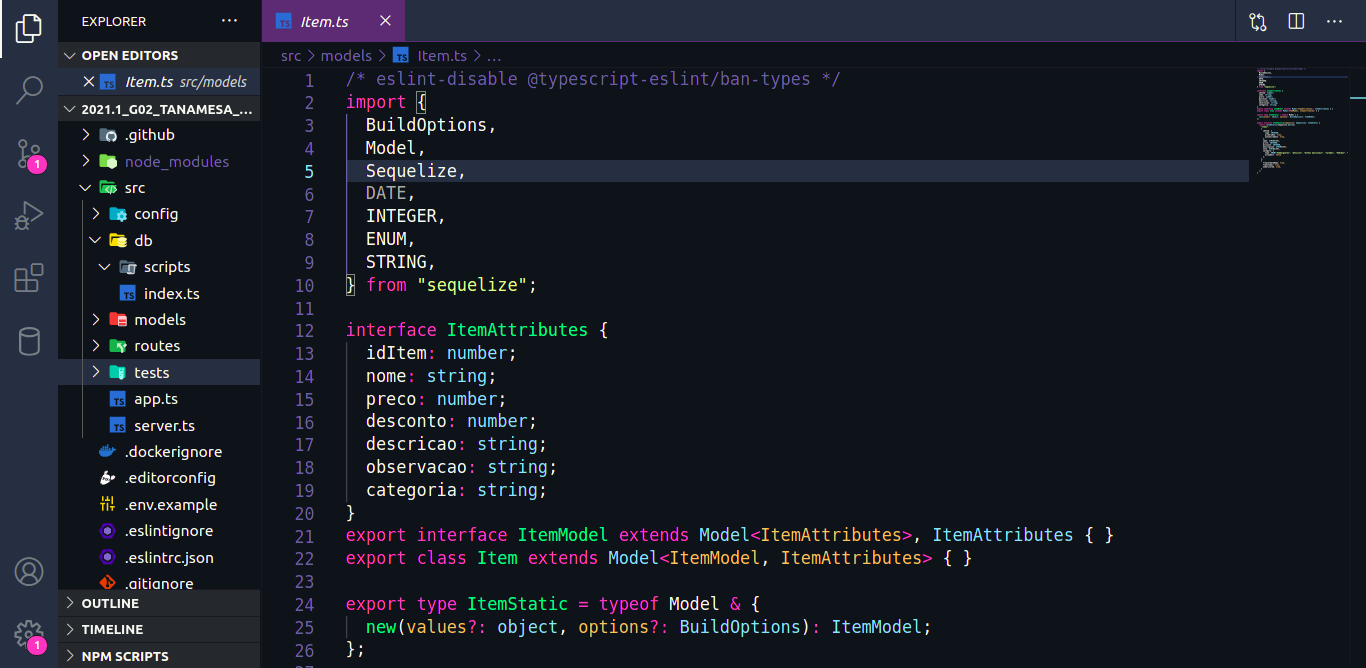 EXPLORER
OPEN EDITORS
TS Item.ts src/models
2021.1_G02_TANAMESA_...
.github
node_modules
src
config
db
scripts
TS index.ts
models
routes
tests
TS app.ts
TS server.ts
.dockerignore
.editorconfig
.env.example
.eslintignore
.eslintrc.json
.gitignore
OUTLINE
TIMELINE
NPM SCRIPTS
1
1
TS Item.ts
src > models > TS Item.ts > ...
1 /* eslint-disable @typescript-eslint/ban-types */
2 import {
3 BuildOptions,
4 Model,
5 Sequelize,
6 DATE,
7 INTEGER,
8 ENUM,
9 STRING,
10 } from "sequelize";
11
12 interface ItemAttributes {
13 idItem: number;
14 nome: string;
15 preco: number;
16 desconto: number;
17 descricao: string;
18 observacao: string;
19 categoria: string;
20 }
21 export interface ItemModel extends Model<ItemAttributes>, ItemAttributes { }
22 export class Item extends Model<ItemModel, ItemAttributes> { }
23
24 export type ItemStatic = typeof Model & {
25 new(values?: object, options?: BuildOptions): ItemModel;
26 };